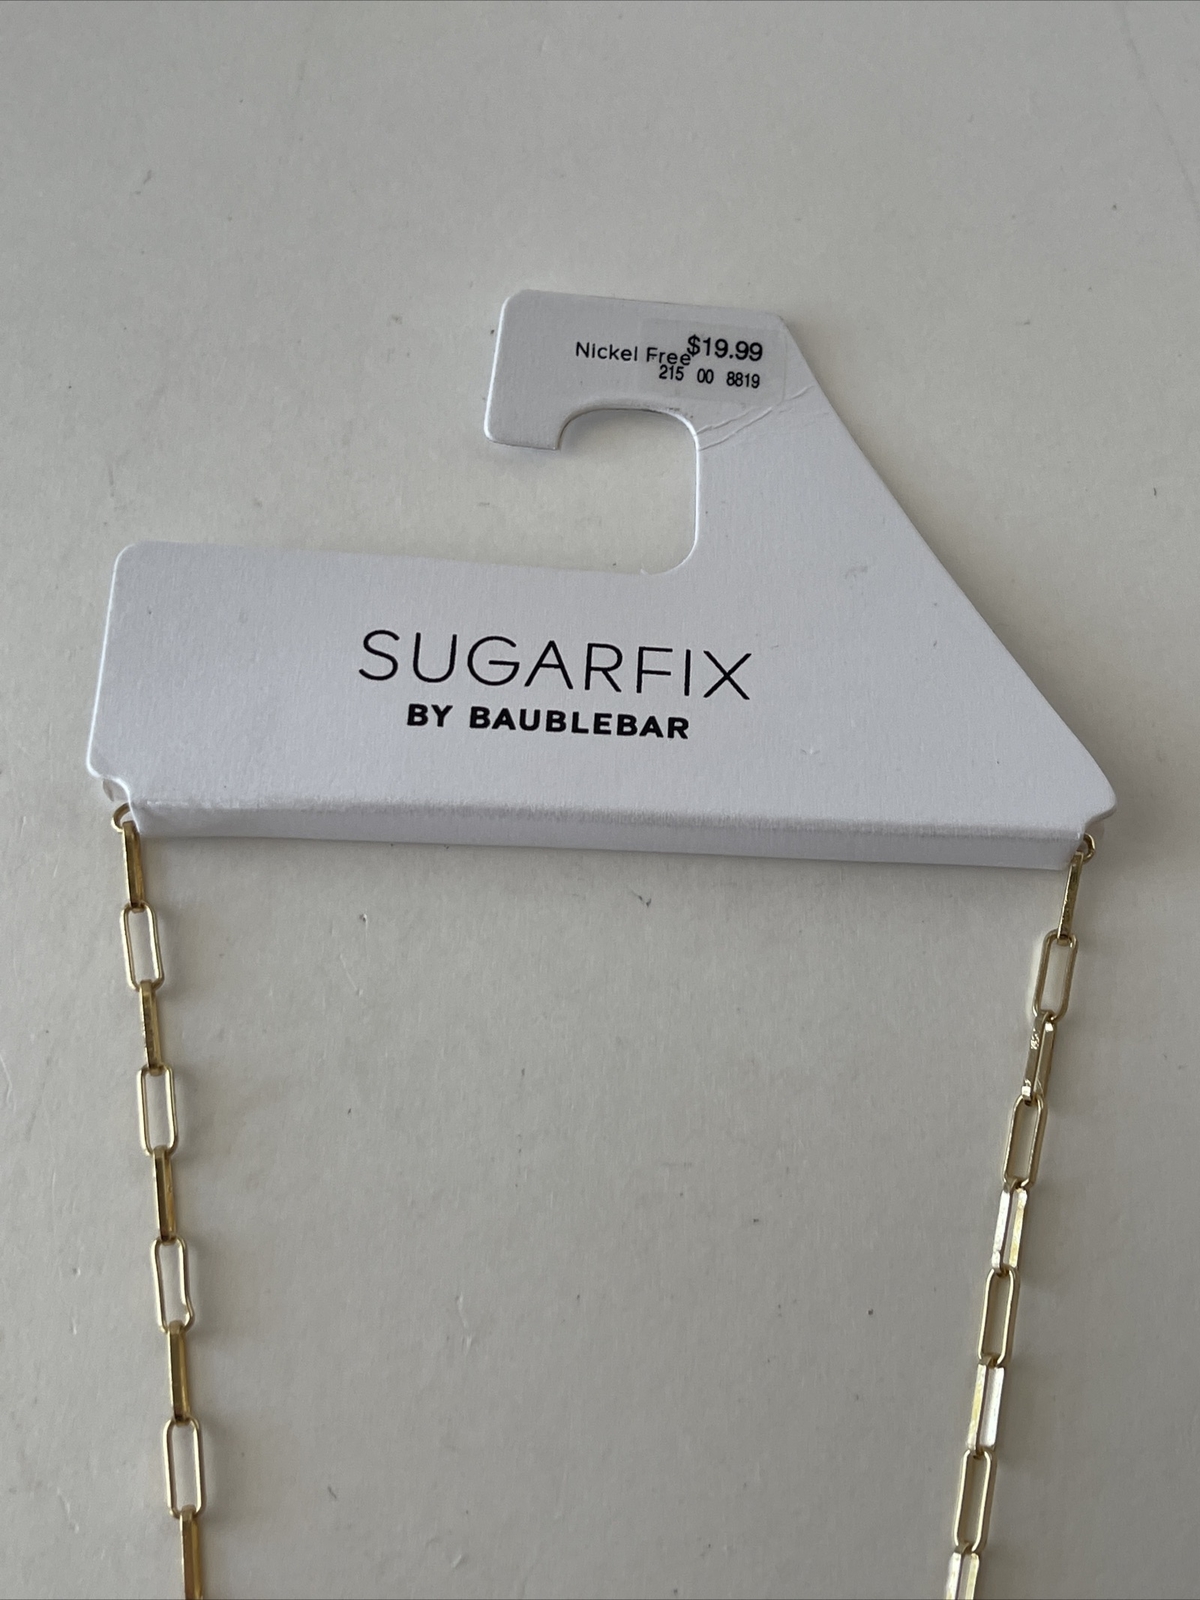 Nickel Free
$19.99
215 00 8819
SUGARFIX
BY BAUBLEBAR